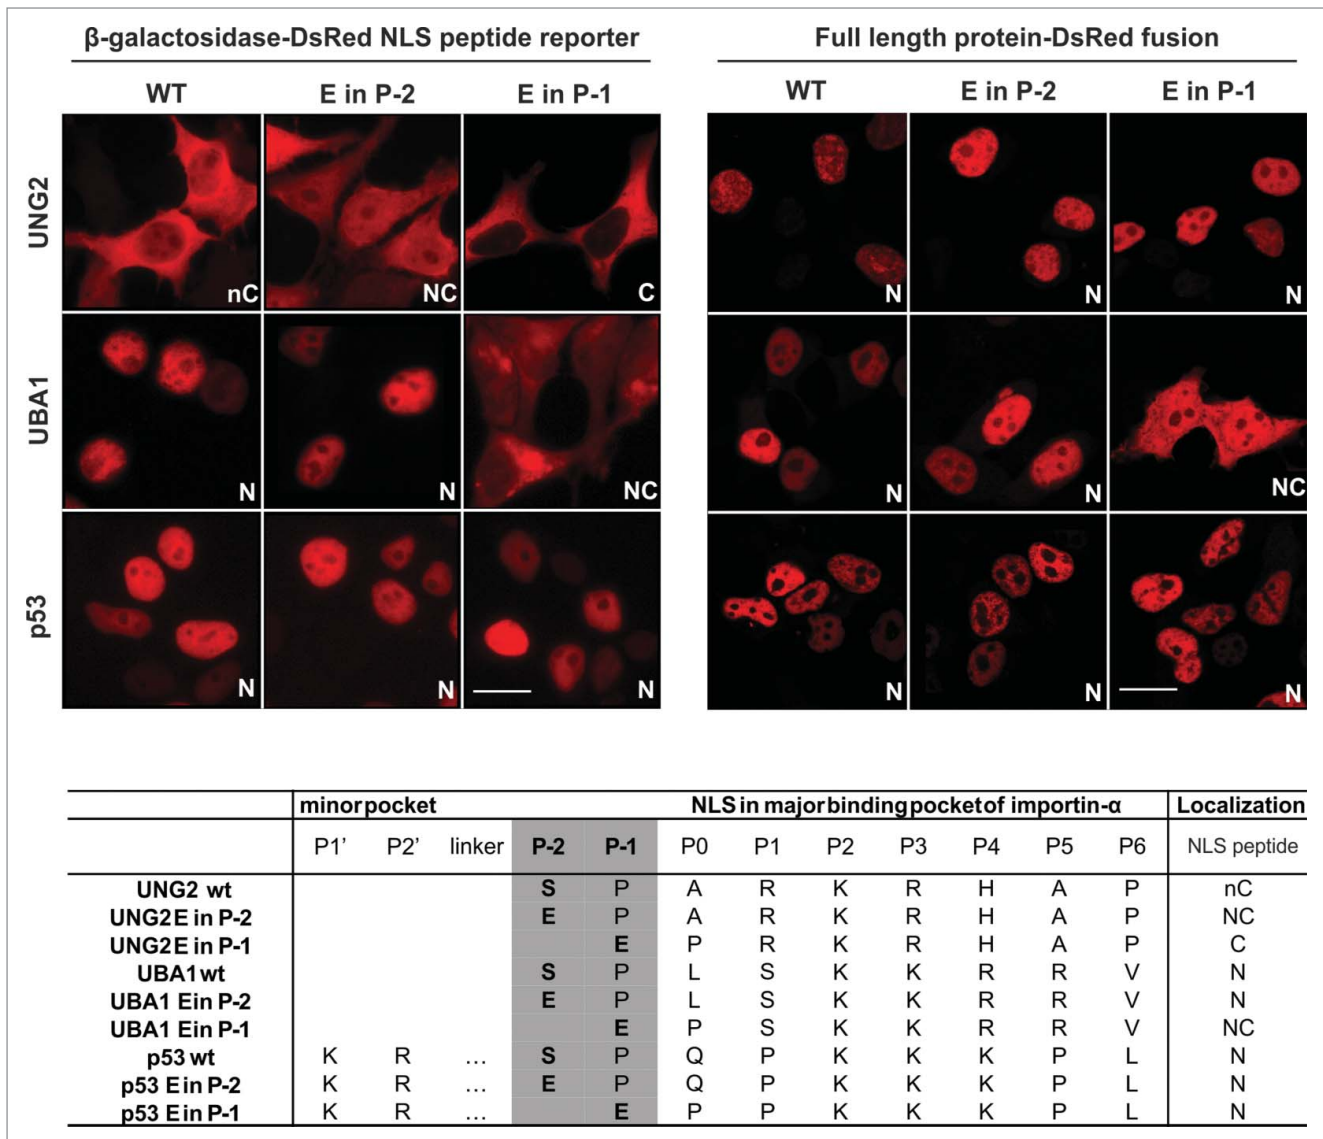 β-galactosidase-DsRed NLS peptide reporter
Full length protein-DsRed fusion
WT E in P-2 E in P-1
WT E in P-2 E in P-1
UNG2
nC NC C
N N N
UBA1
N N NC
N N NC
p53
N N N
N N N
minor pocket NLS in major binding pocket of importin-α Localization
P1' P2' linker P-2 P-1 P0 P1 P2 P3 P4 P5 P6 NLS peptide
UNG2 wt S P A R K R H A P nC
UNG2 E in P-2 E P A R K R H A P NC
UNG2 E in P-1 E P R K R H A P C
UBA1 wt S P L S K K R R V N
UBA1 E in P-2 E P L S K K R R V N
UBA1 E in P-1 E P S K K R R V NC
p53 wt K R ... S P Q P K K K P L N
p53 E in P-2 K R ... E P Q P K K K P L N
p53 E in P-1 K R ... E P P K K K P L N